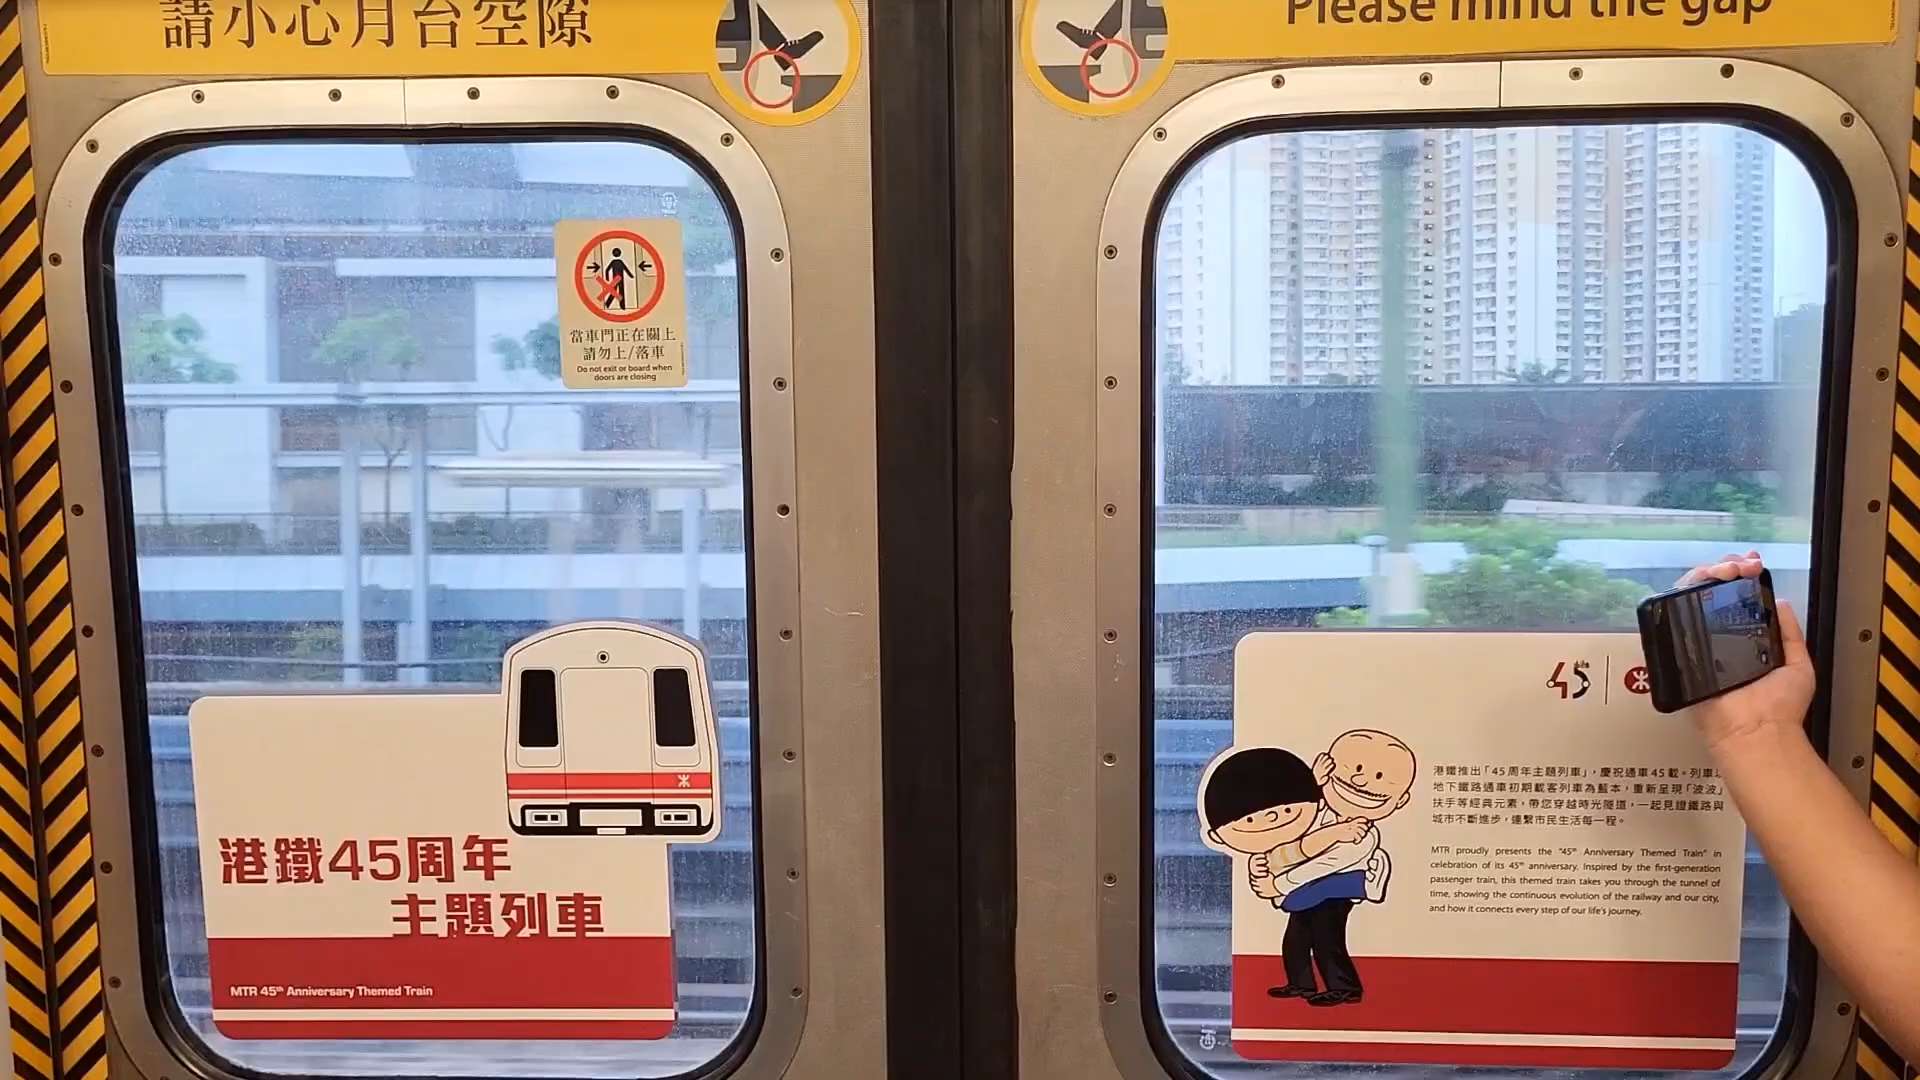 請小心月台空隙
Please mind the gap
當車門正在關上
請勿上/落車
Do not exit or board when
doors are closing
港鐵45周年
主題列車
MTR 45th Anniversary Themed Train
45
港鐵推出「45周年主題列車」，慶祝通車45載。列車以
地下鐵路通車初期載客列車為藍本，重新呈現「波波」
扶手等經典元素，帶您穿越時光隧道，一起見證鐵路與
城市不斷進步，連繫市民生活每一程。
MTR proudly presents the "45th Anniversary Themed Train" in
celebration of its 45th anniversary. Inspired by the first-generation
passenger train, this themed train takes you through the tunnel of
time, showing the continuous evolution of the railway and our city,
and how it connects every step of our life's journey.